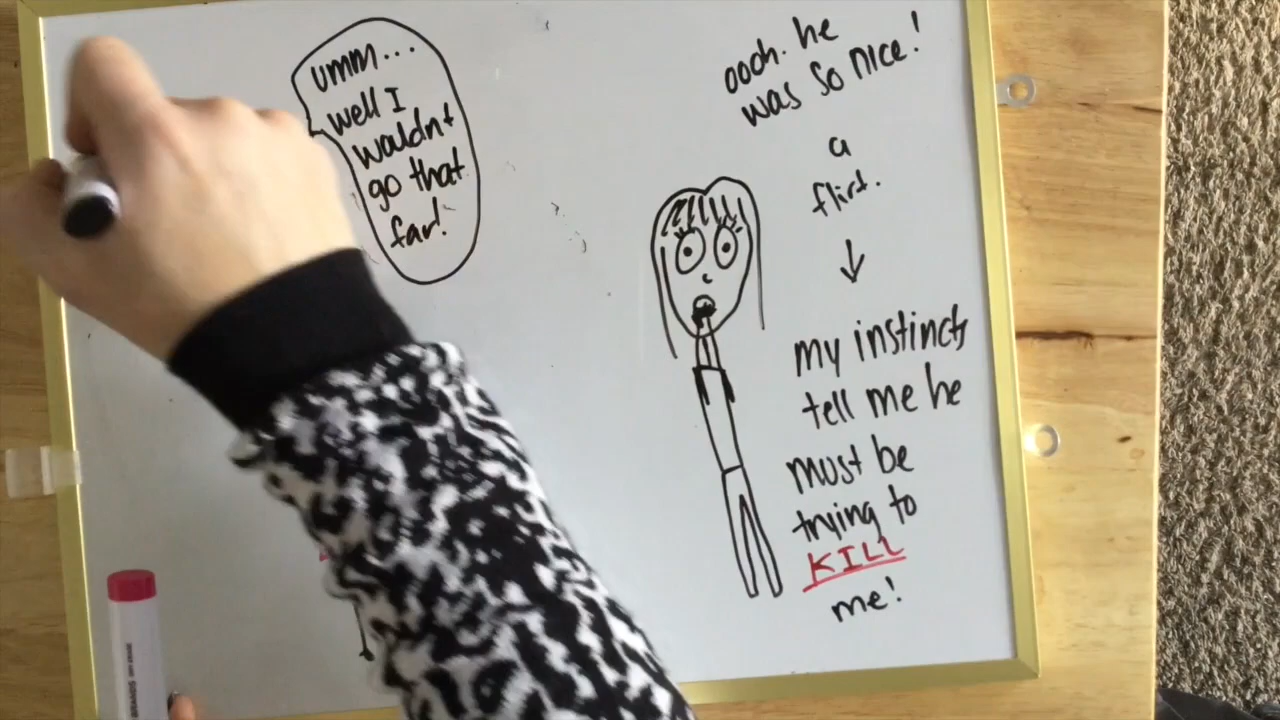 umm...
well I
wouldn't
go that
far!
oooh. he
was so nice!
a
flirt.
my instincts
tell me he
must be
trying to
KILL
me!